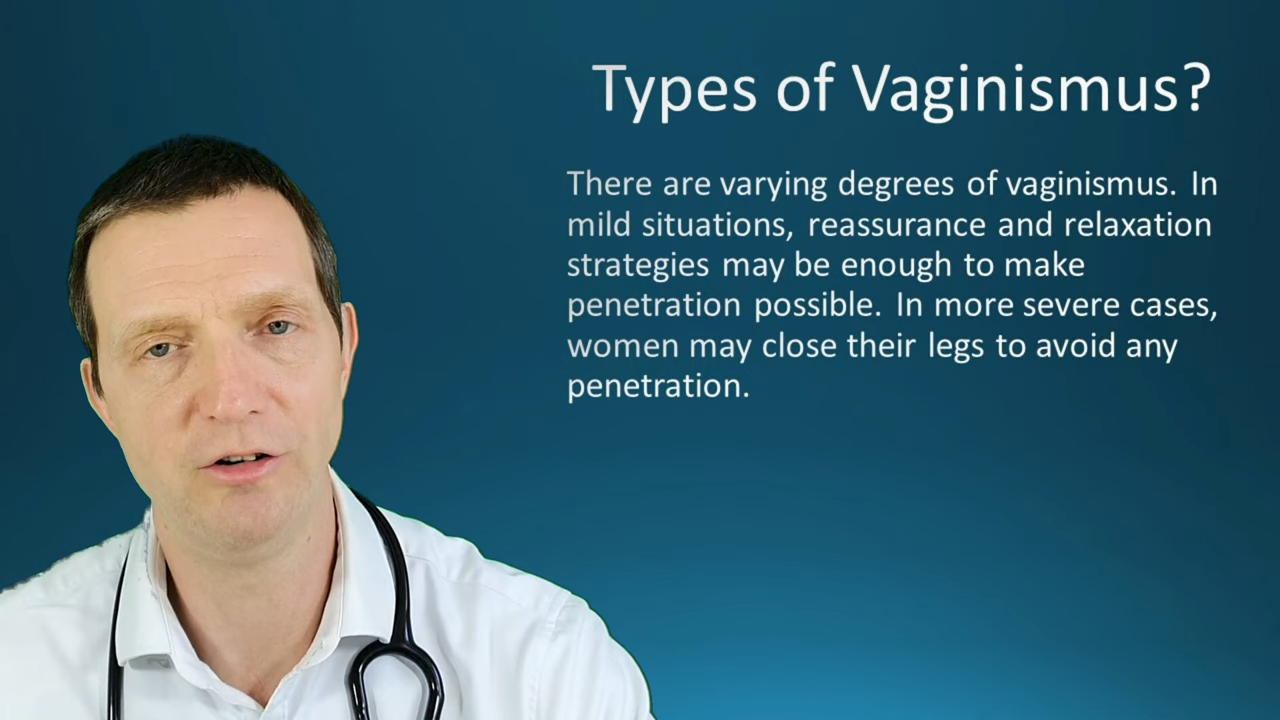 Types of Vaginismus?
There are varying degrees of vaginismus. In
mild situations, reassurance and relaxation
strategies may be enough to make
penetration possible. In more severe cases,
women may close their legs to avoid any
penetration.